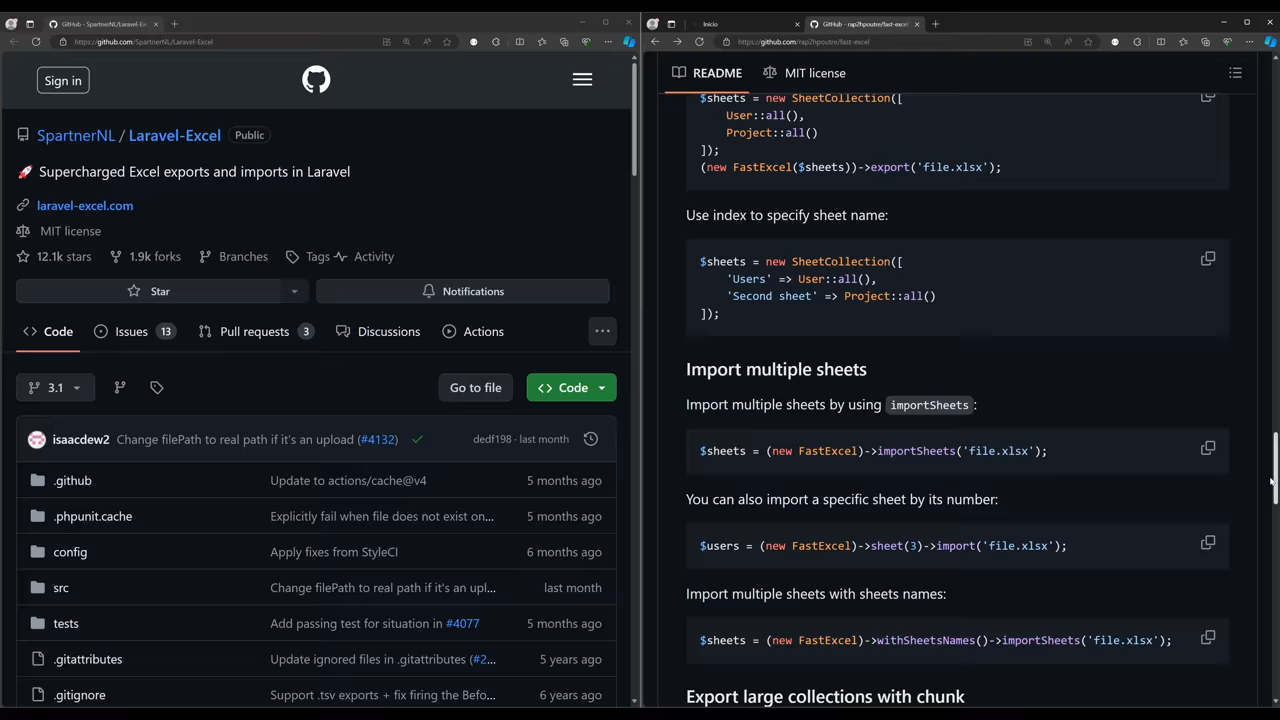 GitHub - SpartnerNL/Laravel-Ex
https://github.com/SpartnerNL/Laravel-Excel
Sign in
SpartnerNL / Laravel-Excel Public
🚀 Supercharged Excel exports and imports in Laravel
laravel-excel.com
MIT license
12.1k stars 1.9k forks Branches Tags Activity
Star Notifications
Code Issues 13 Pull requests 3 Discussions Actions
3.1 Go to file Code
isaacdew2 Change filePath to real path if it's an upload (#4132) dedf198 · last month
.github Update to actions/cache@v4 5 months ago
.phpunit.cache Explicitly fail when file does not exist on... 5 months ago
config Apply fixes from StyleCI 6 months ago
src Change filePath to real path if it's an upl... last month
tests Add passing test for situation in #4077 5 months ago
.gitattributes Update ignored files in .gitattributes (#2... 5 years ago
.gitignore Support .tsv exports + fix firing the Befo... 6 years ago
Inicio
GitHub - rap2hpoutre/fast-excel
https://github.com/rap2hpoutre/fast-excel
README MIT license
$sheets = new SheetCollection([
User::all(),
Project::all()
]);
(new FastExcel($sheets))->export('file.xlsx');
Use index to specify sheet name:
$sheets = new SheetCollection([
'Users' => User::all(),
'Second sheet' => Project::all()
]);
Import multiple sheets
Import multiple sheets by using importSheets:
$sheets = (new FastExcel)->importSheets('file.xlsx');
You can also import a specific sheet by its number:
$users = (new FastExcel)->sheet(3)->import('file.xlsx');
Import multiple sheets with sheets names:
$sheets = (new FastExcel)->withSheetsNames()->importSheets('file.xlsx');
Export large collections with chunk